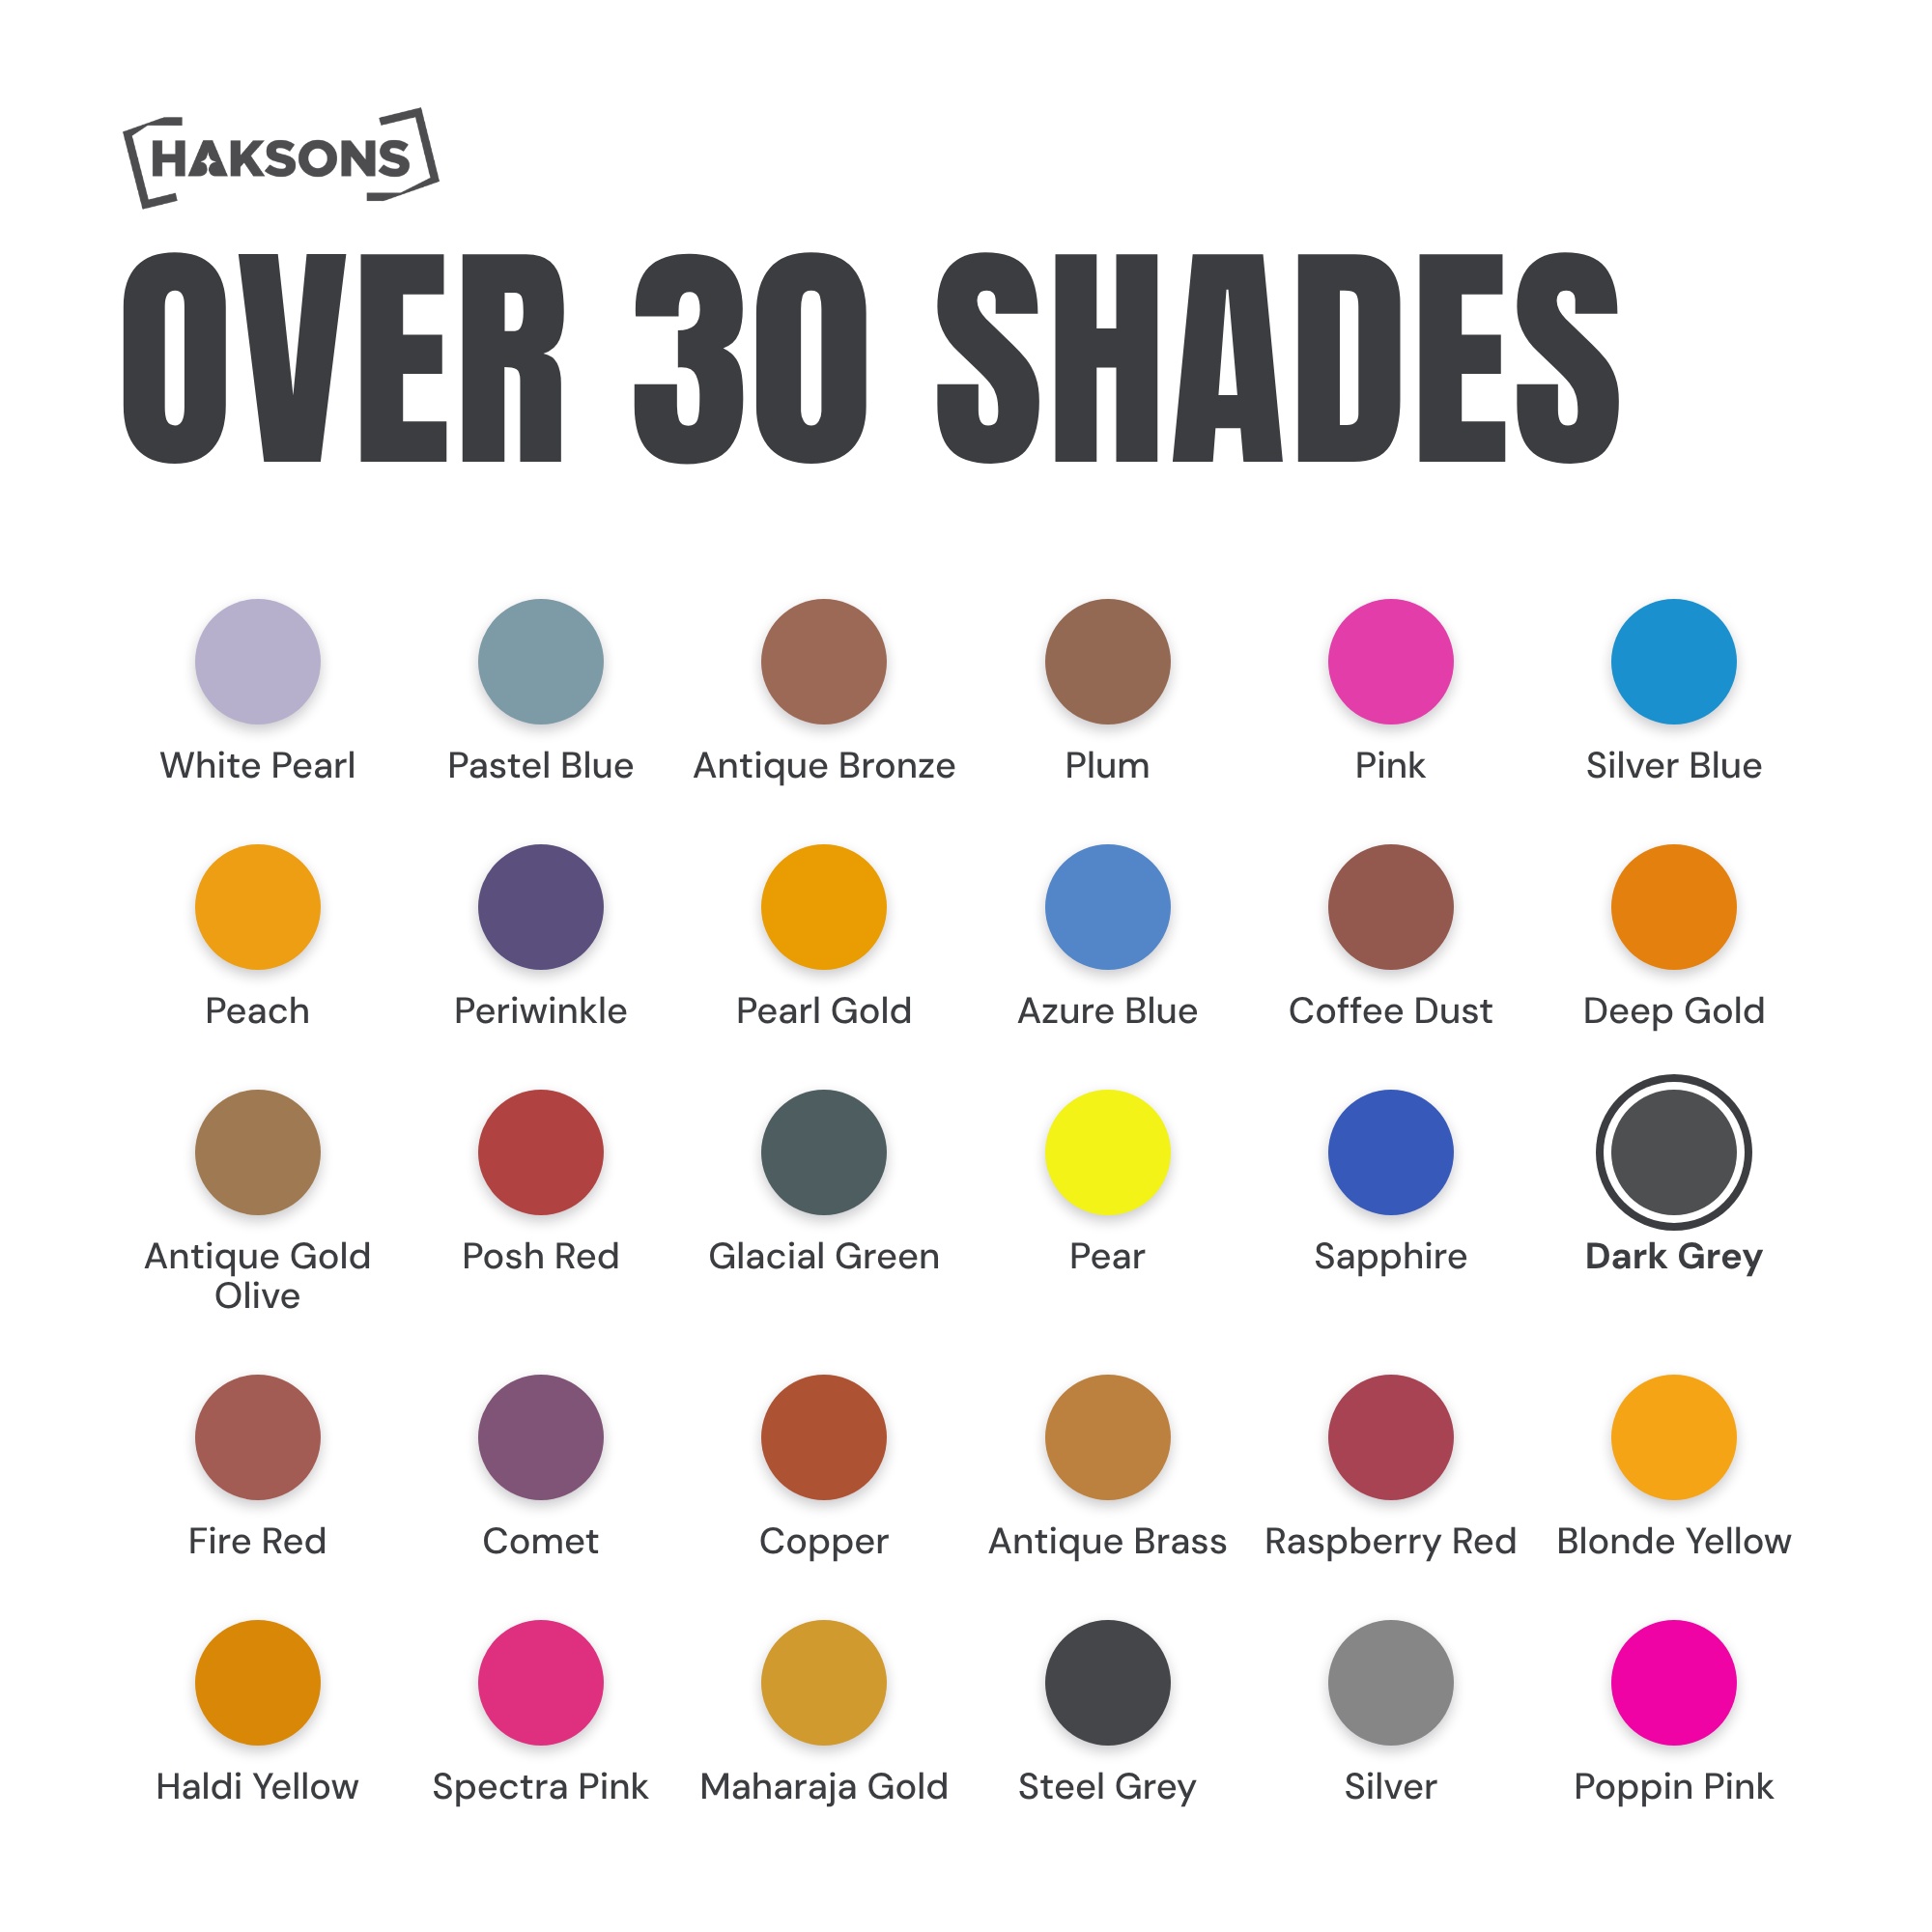 HAKSONS
OVER 30 SHADES
White Pearl
Pastel Blue
Antique Bronze
Plum
Pink
Silver Blue
Peach
Periwinkle
Pearl Gold
Azure Blue
Coffee Dust
Deep Gold
Antique Gold
Olive
Posh Red
Glacial Green
Pear
Sapphire
Dark Grey
Fire Red
Comet
Copper
Antique Brass
Raspberry Red
Blonde Yellow
Haldi Yellow
Spectra Pink
Maharaja Gold
Steel Grey
Silver
Poppin Pink